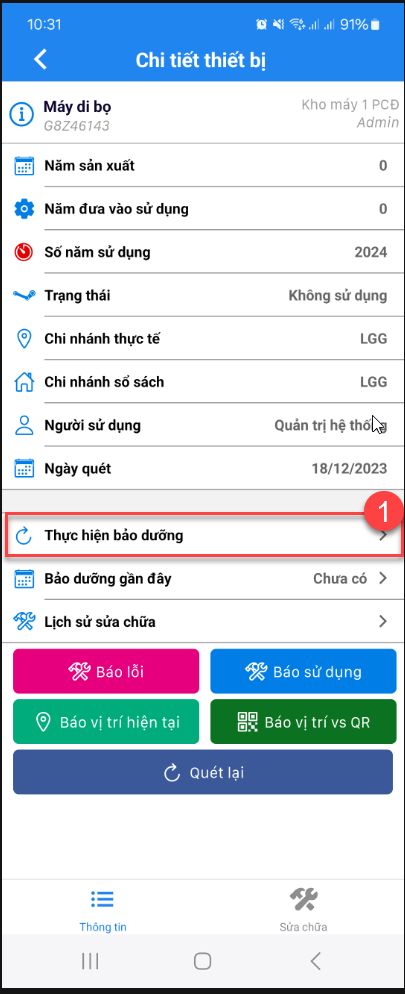 10:31 91%
Chi tiết thiết bị
Máy di bọ Kho máy 1 PCĐ
G8Z46143 Admin
Năm sản xuất 0
Năm đưa vào sử dụng 0
Số năm sử dụng 2024
Trạng thái Không sử dụng
Chi nhánh thực tế LGG
Chi nhánh sổ sách LGG
Người sử dụng Quản trị hệ thống
Ngày quét 18/12/2023
1
Thực hiện bảo dưỡng
Bảo dưỡng gần đây Chưa có
Lịch sử sửa chữa
Báo lỗi Báo sử dụng
Báo vị trí hiện tại Báo vị trí vs QR
Quét lại
Thông tin Sửa chữa